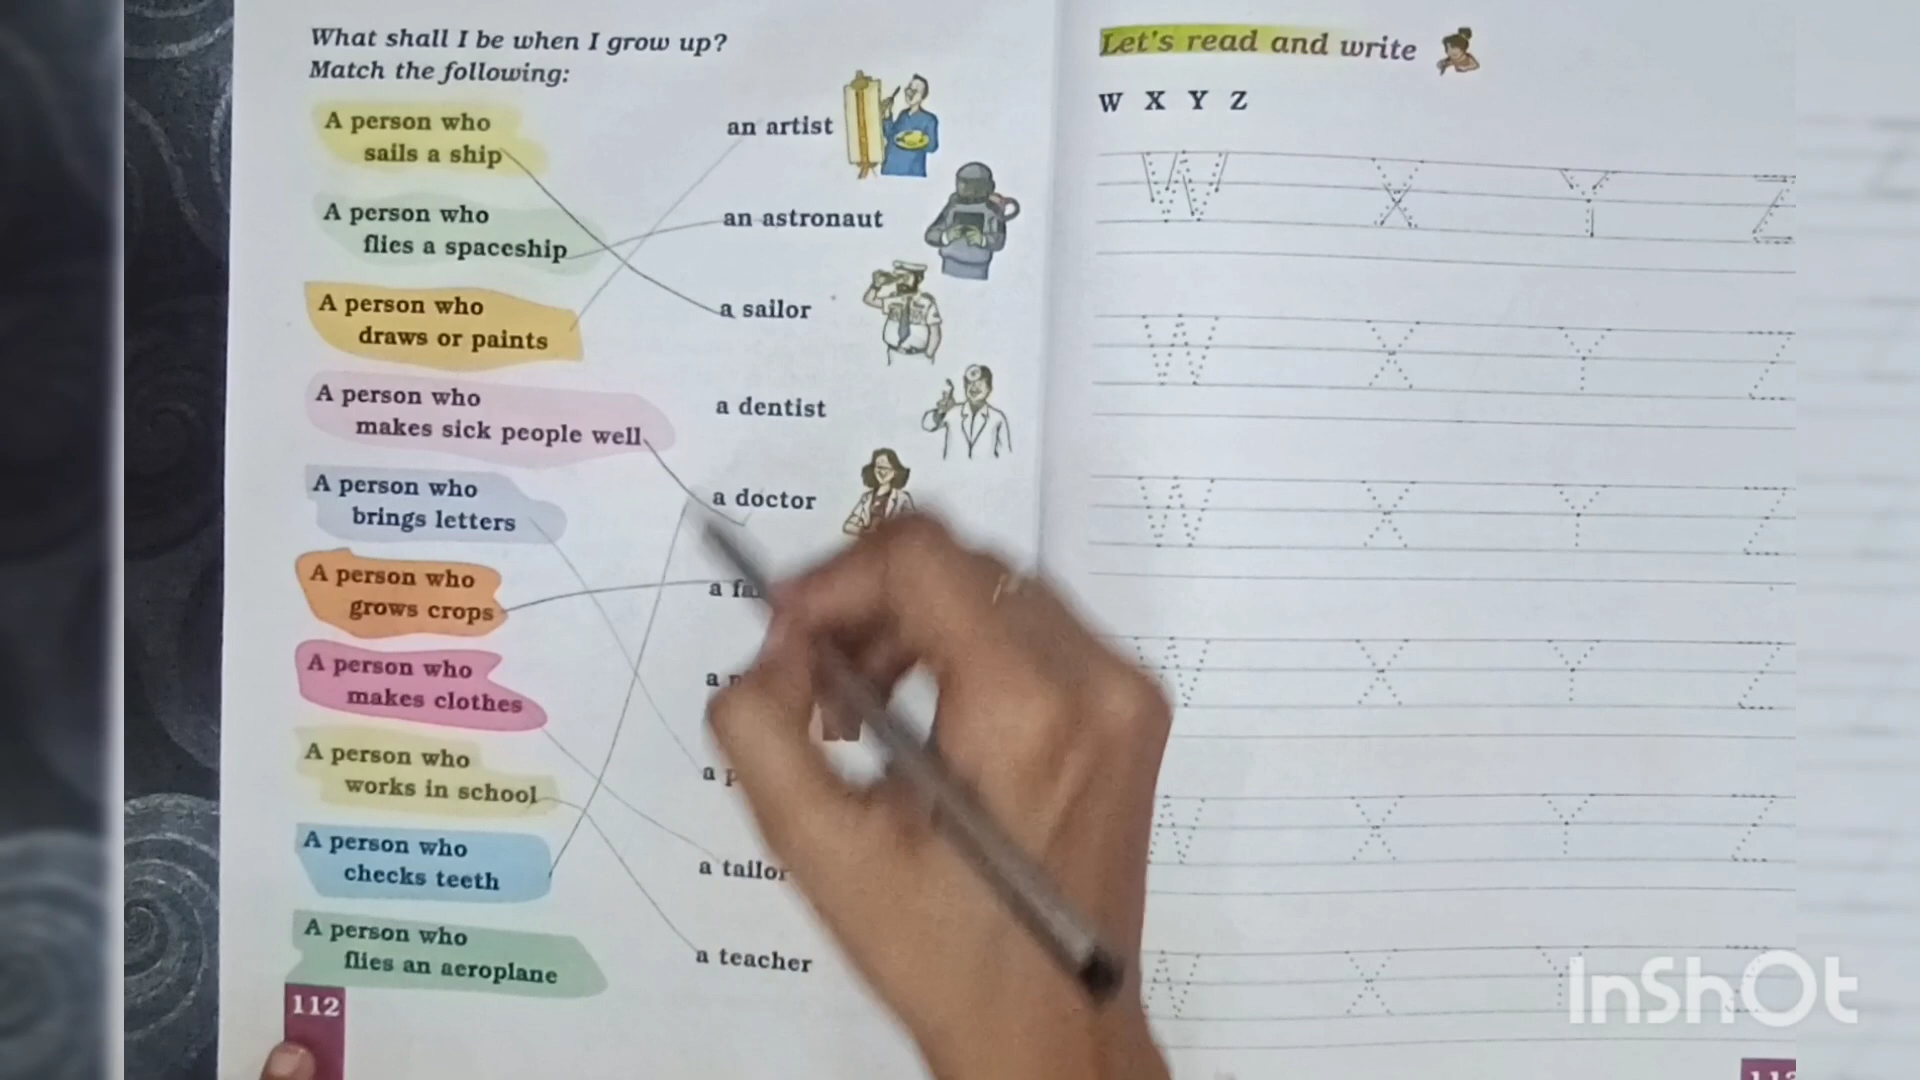 What shall I be when I grow up?
Match the following:
A person who
sails a ship
A person who
flies a spaceship
A person who
draws or paints
A person who
makes sick people well
A person who
brings letters
A person who
grows crops
A person who
makes clothes
A person who
works in school
A person who
checks teeth
A person who
flies an aeroplane
112
an artist
an astronaut
a sailor
a dentist
a doctor
a
a
a
a tailor
a teacher
Let's read and write
W X Y Z
W X Y Z
W X Y Z
W X Y Z
W X Y Z
W X Y Z
W X Y Z
InShOt